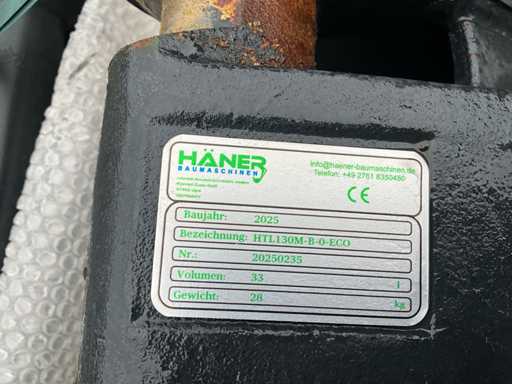 HÄNER
BAUMASCHINEN
info@haener-baumaschinen.de
Telefon: +49 2761 8350450
CE
Baujahr: 2025
Bezeichnung: HTL130M-B-0-ECO
Nr.: 20250235
Volumen: 33 l
Gewicht: 28 kg